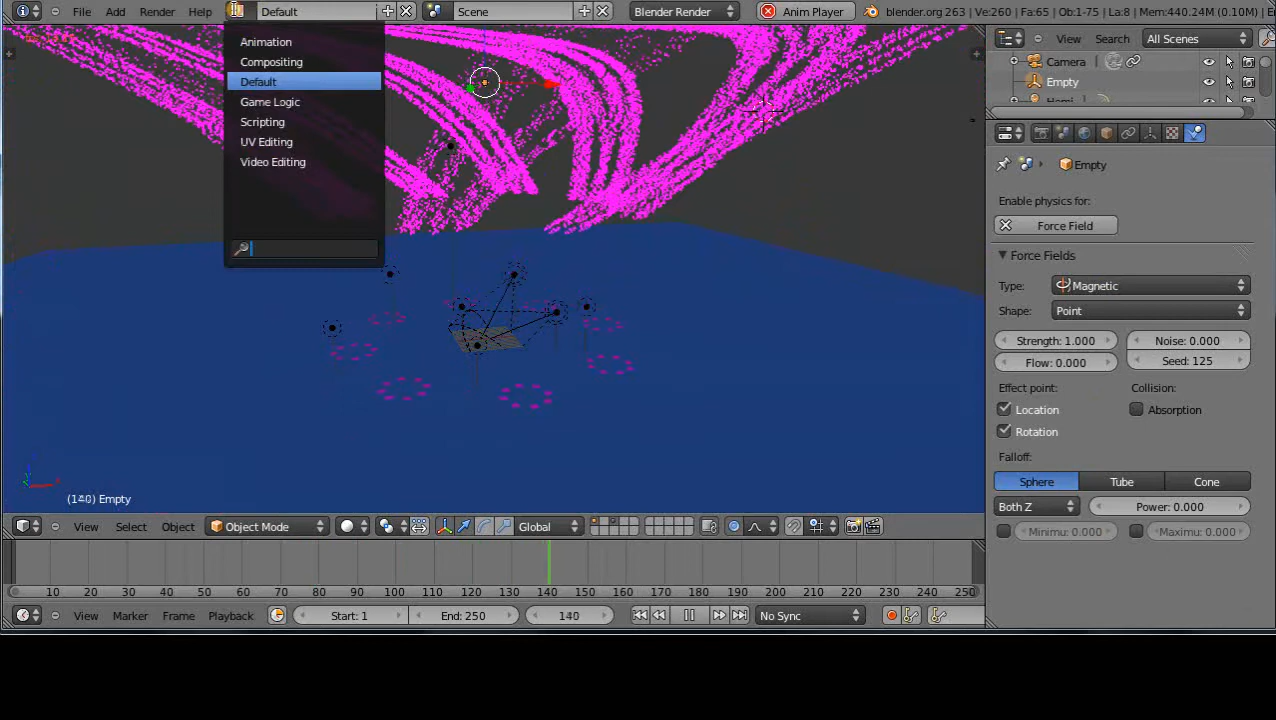 File Add Render Help Default Scene Blender Render Anim Player blender.org 263 | Ve:260 | Fa:65 | Ob:1-75 | La:8 | Mem:440.24M (0.10M) |
View Search All Scenes
Animation
Camera
Compositing
Default
Empty
Game Logic
Scripting
UV Editing
Video Editing
Empty
Enable physics for:
Force Field
Force Fields
Type: Magnetic
Shape: Point
Strength: 1.000 Noise: 0.000
Flow: 0.000 Seed: 125
Effect point: Collision:
Location Absorption
Rotation
Falloff:
Sphere Tube Cone
(140) Empty
Both Z Power: 0.000
View Select Object Object Mode Global
Minimu: 0.000 Maximu: 0.000
10 20 30 40 50 60 70 80 90 100 110 120 130 140 150 160 170 180 190 200 210 220 230 240 250
View Marker Frame Playback Start: 1 End: 250 140 No Sync